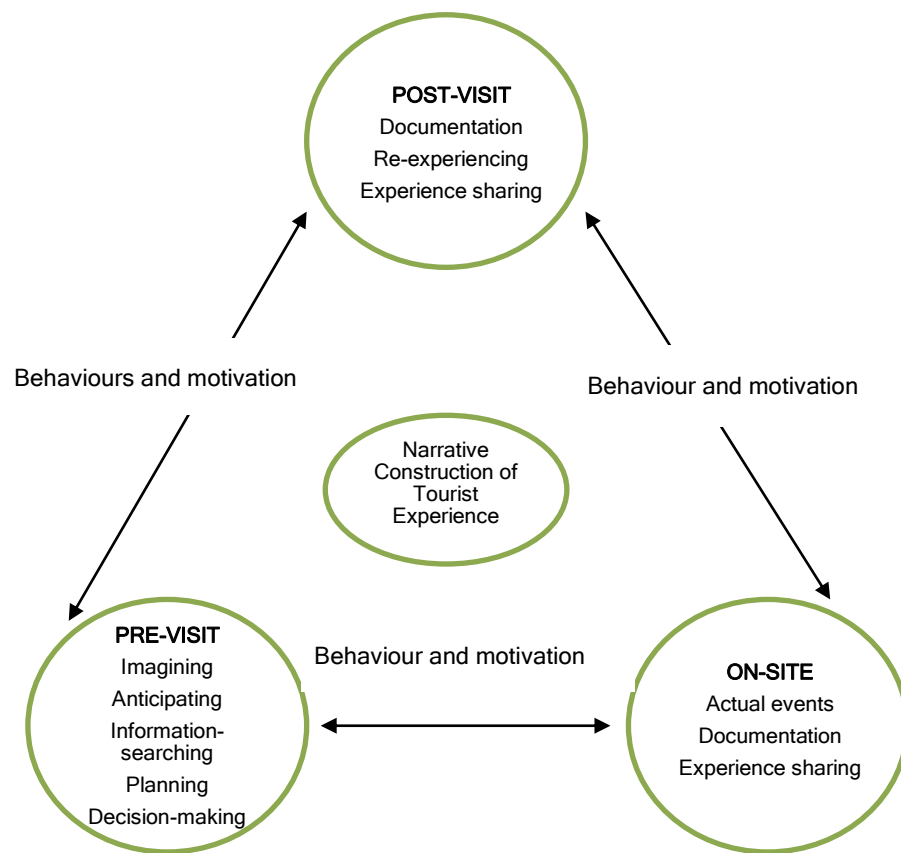 POST-VISIT
Documentation
Re-experiencing
Experience sharing
Behaviours and motivation
Behaviour and motivation
Narrative
Construction of
Tourist
Experience
PRE-VISIT
Imagining
Anticipating
Information-
searching
Planning
Decision-making
Behaviour and motivation
ON-SITE
Actual events
Documentation
Experience sharing